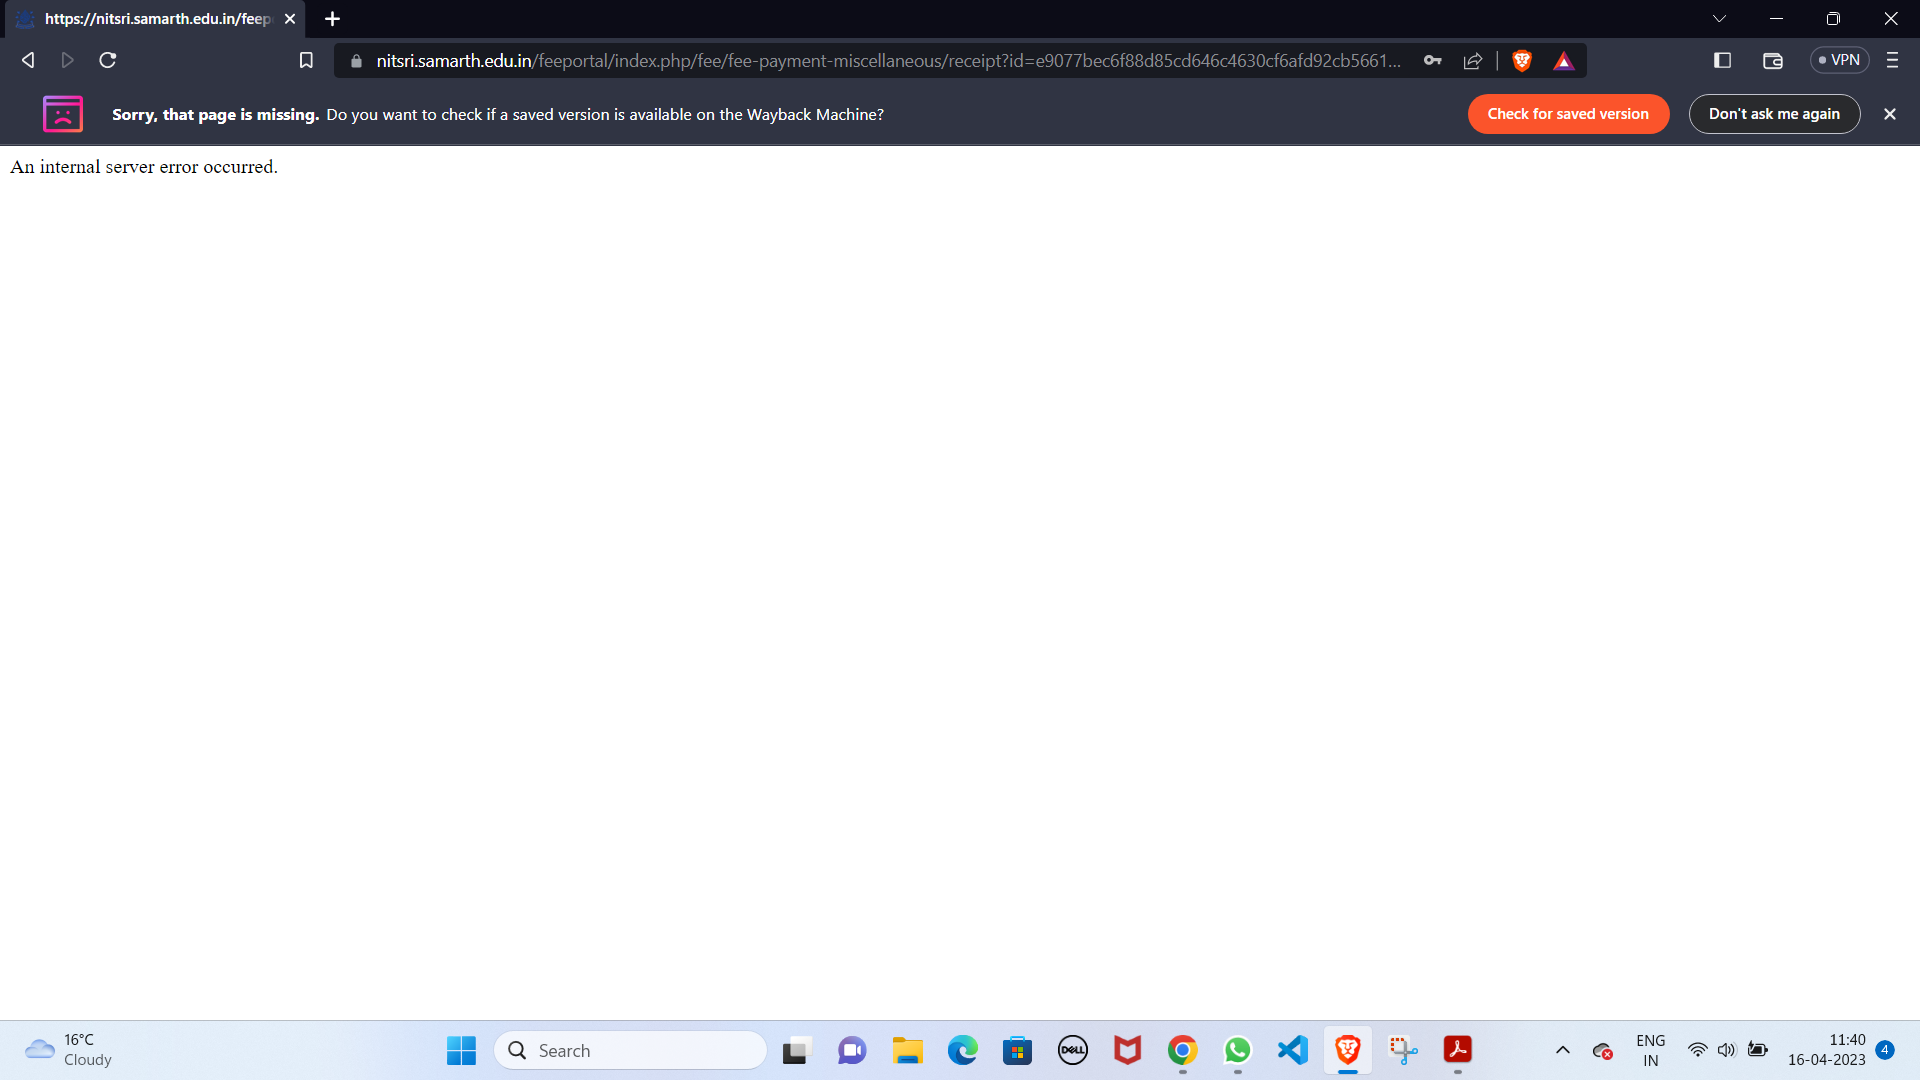 https://nitsri.samarth.edu.in/feep
nitsri.samarth.edu.in/feeportal/index.php/fee/fee-payment-miscellaneous/receipt?id=e9077bec6f88d85cd646c4630cf6afd92cb5661...
VPN
Sorry, that page is missing. Do you want to check if a saved version is available on the Wayback Machine?
Check for saved version
Don't ask me again
An internal server error occurred.
16°C
Cloudy
Search
DELL
ENG
IN
11:40
16-04-2023
4